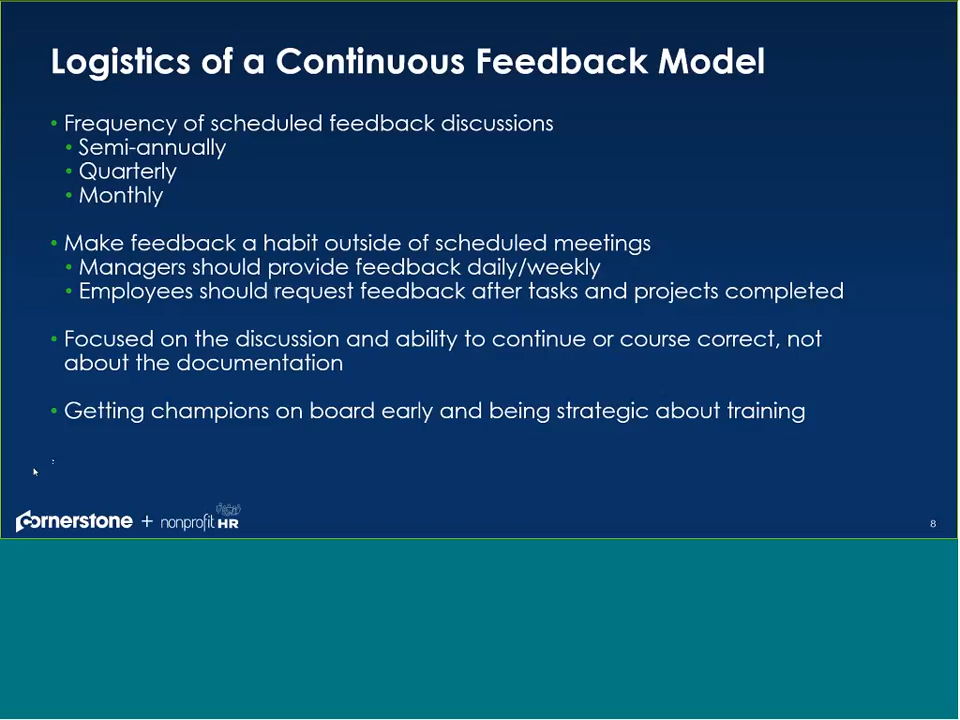 Logistics of a Continuous Feedback Model
• Frequency of scheduled feedback discussions
• Semi-annually
• Quarterly
• Monthly
• Make feedback a habit outside of scheduled meetings
• Managers should provide feedback daily/weekly
• Employees should request feedback after tasks and projects completed
• Focused on the discussion and ability to continue or course correct, not
about the documentation
• Getting champions on board early and being strategic about training
cornerstone + nonprofit HR
8